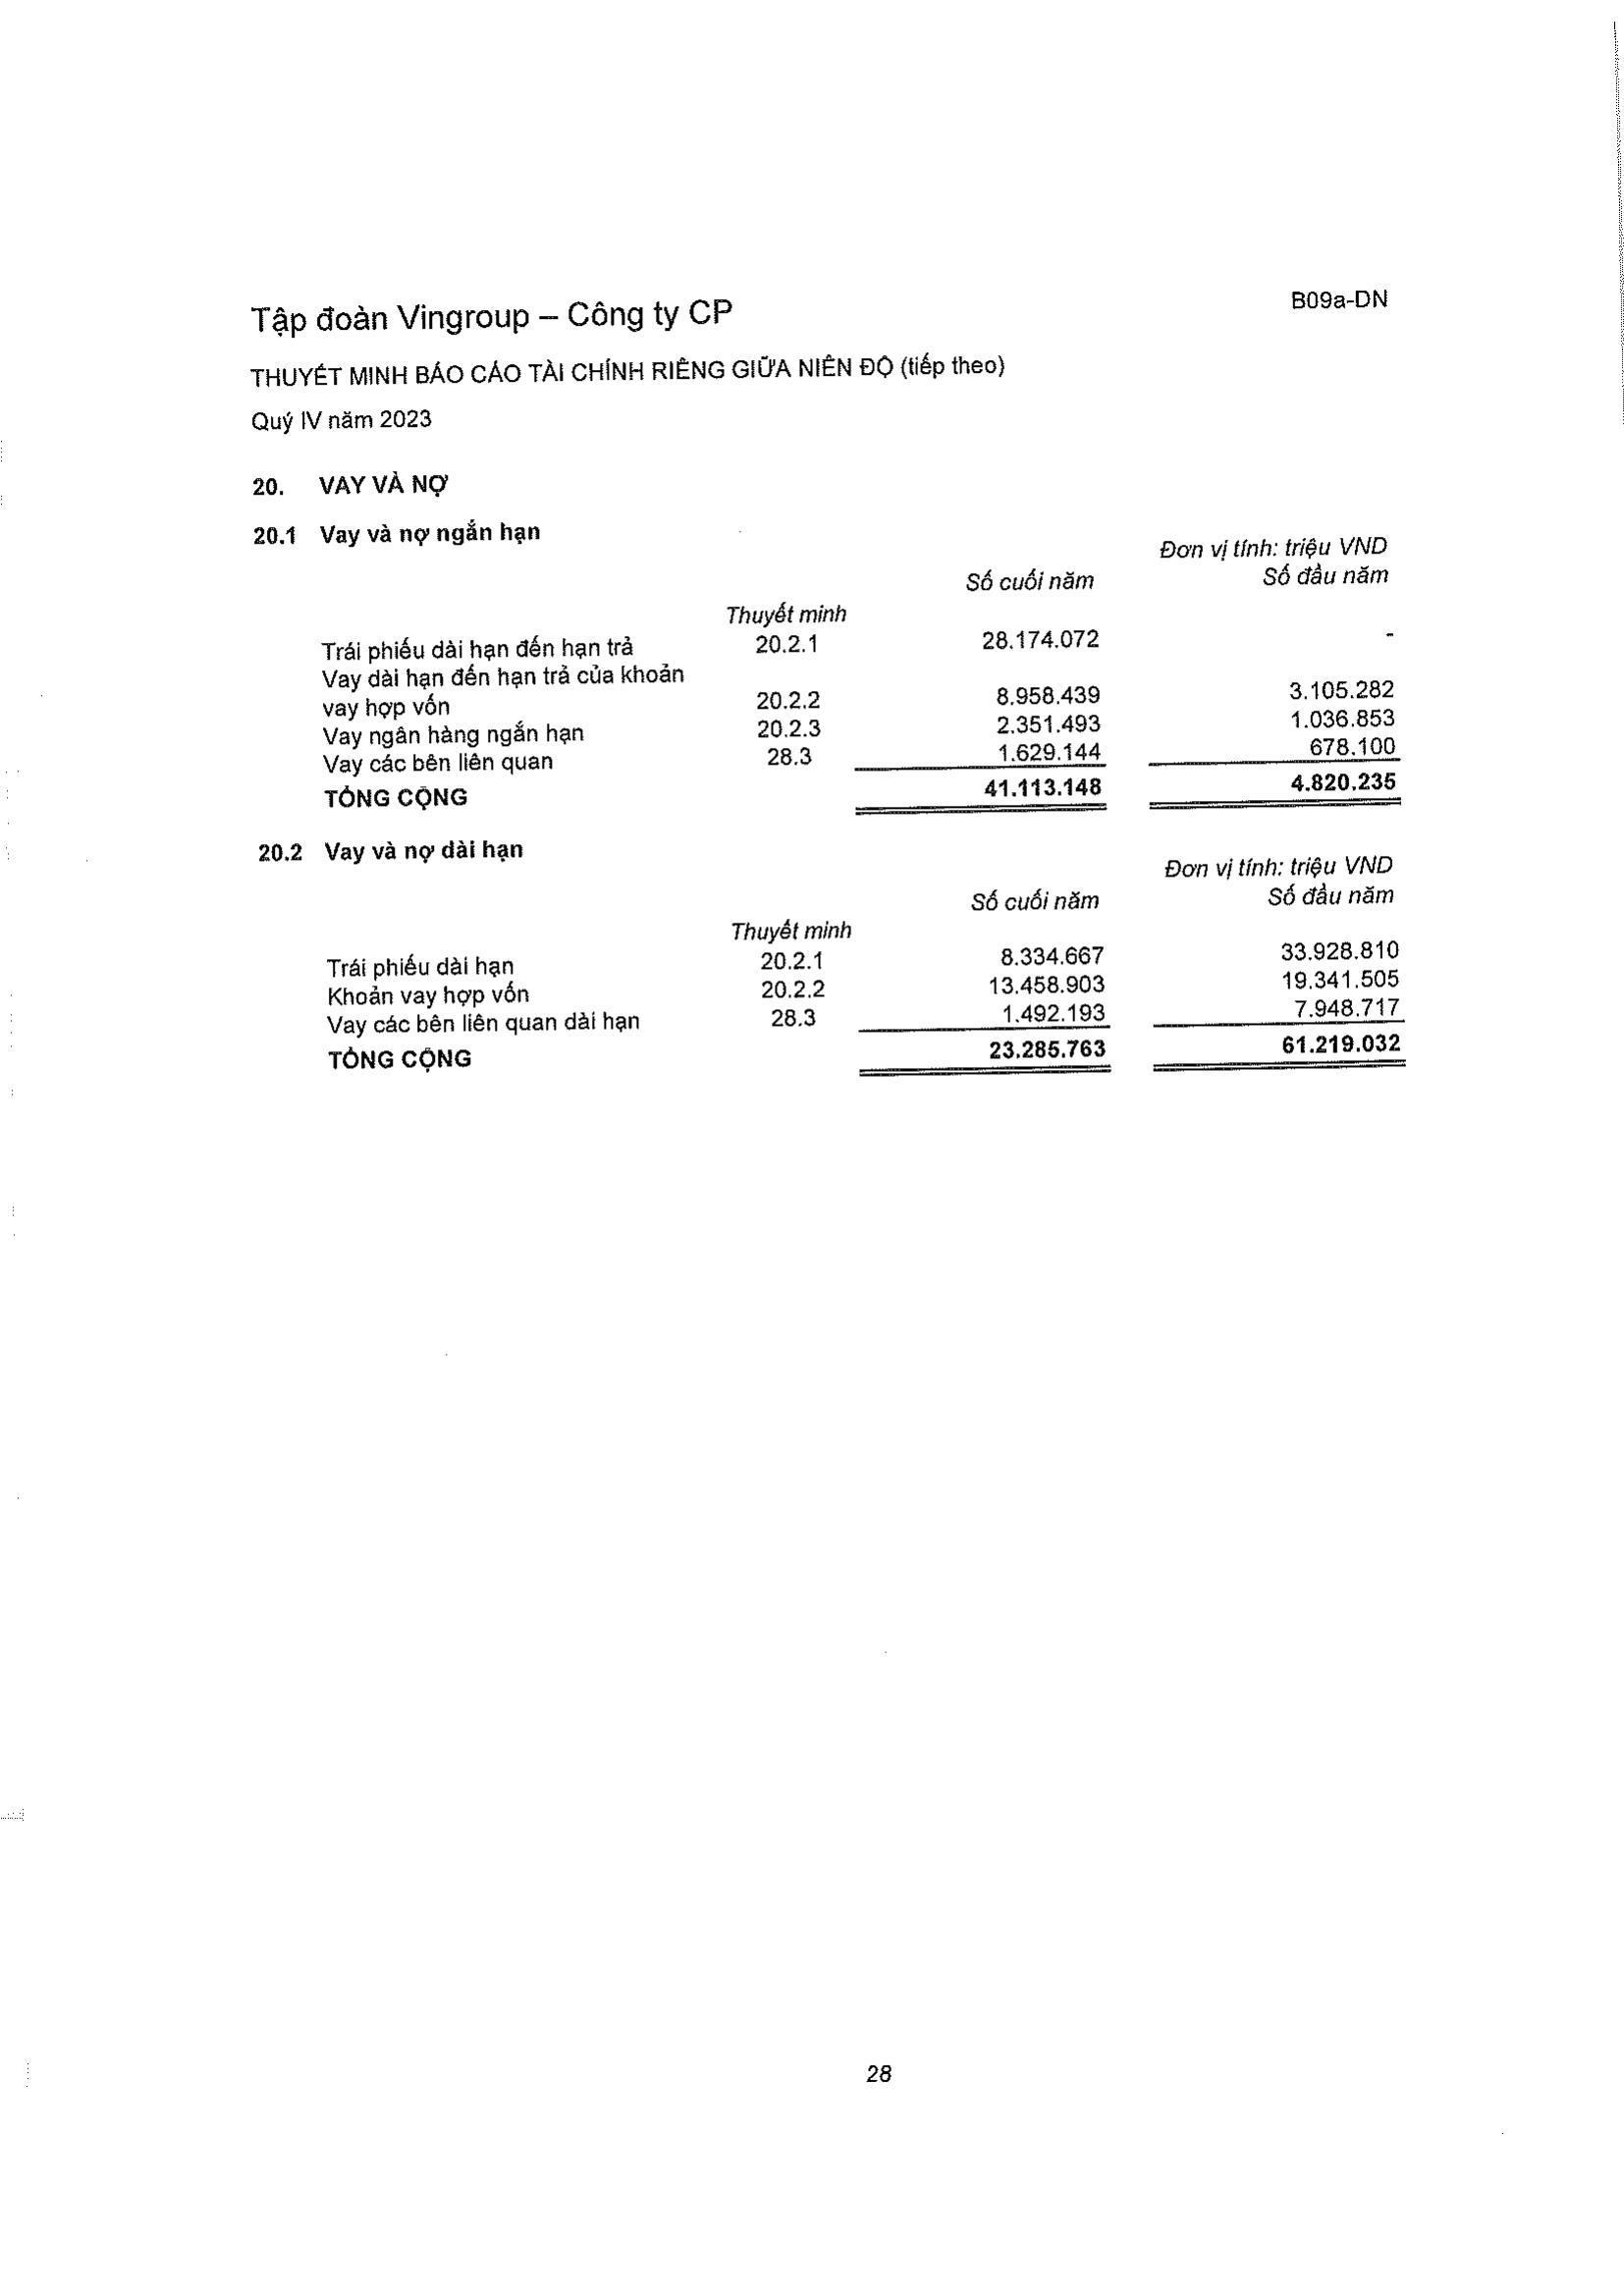 Tập đoàn Vingroup – Công ty CP
B09a-DN
THUYẾT MINH BÁO CÁO TÀI CHÍNH RIÊNG GIỮA NIÊN ĐỘ (tiếp theo)
Quý IV năm 2023
20. VAY VÀ NỢ
20.1 Vay và nợ ngắn hạn
Đơn vị tính: triệu VND
Thuyết minh Số cuối năm Số đầu năm
Trái phiếu dài hạn đến hạn trả 20.2.1 28.174.072 -
Vay dài hạn đến hạn trả của khoản
vay hợp vốn 20.2.2 8.958.439 3.105.282
Vay ngân hàng ngắn hạn 20.2.3 2.351.493 1.036.853
Vay các bên liên quan 28.3 1.629.144 678.100
TỔNG CỘNG 41.113.148 4.820.235
20.2 Vay và nợ dài hạn
Đơn vị tính: triệu VND
Thuyết minh Số cuối năm Số đầu năm
Trái phiếu dài hạn 20.2.1 8.334.667 33.928.810
Khoản vay hợp vốn 20.2.2 13.458.903 19.341.505
Vay các bên liên quan dài hạn 28.3 1.492.193 7.948.717
TỔNG CỘNG 23.285.763 61.219.032
28